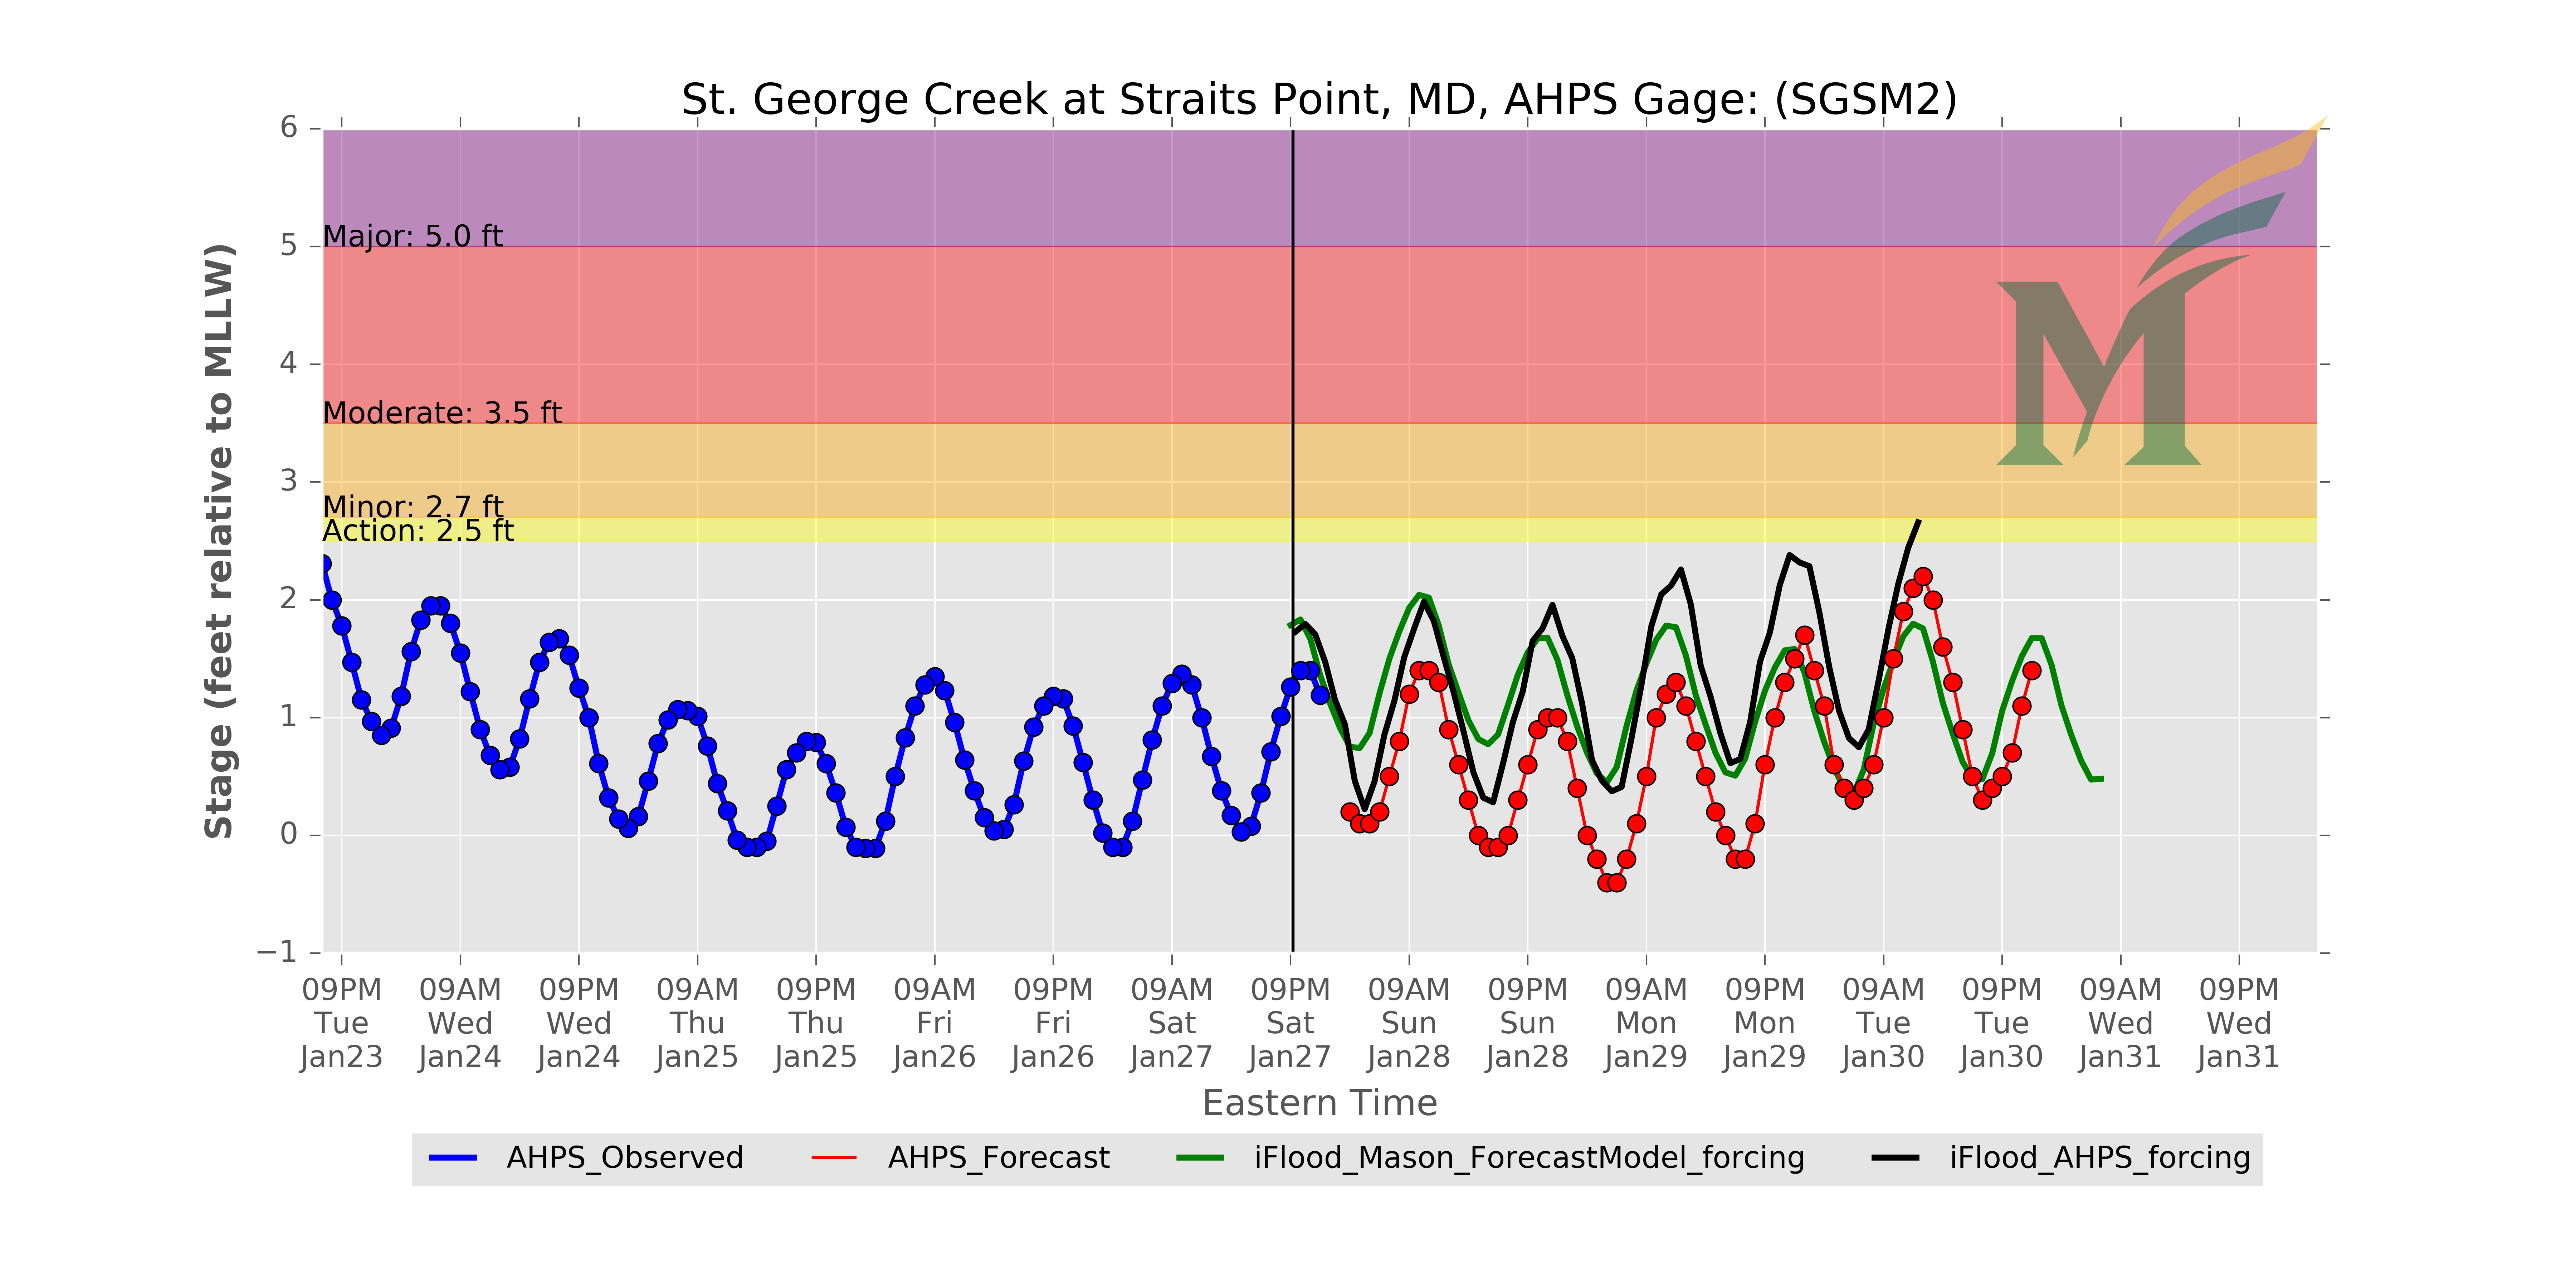 St. George Creek at Straits Point, MD, AHPS Gage: (SGSM2)
Stage (feet relative to MLLW)
6
5
4
3
2
1
0
−1
Major: 5.0 ft
Moderate: 3.5 ft
Minor: 2.7 ft
Action: 2.5 ft
M
09PM 09AM 09PM 09AM 09PM 09AM 09PM 09AM 09PM 09AM 09PM 09AM 09PM 09AM 09PM 09AM 09PM
Tue Wed Wed Thu Thu Fri Fri Sat Sat Sun Sun Mon Mon Tue Tue Wed Wed
Jan23 Jan24 Jan24 Jan25 Jan25 Jan26 Jan26 Jan27 Jan27 Jan28 Jan28 Jan29 Jan29 Jan30 Jan30 Jan31 Jan31
Eastern Time
AHPS_Observed AHPS_Forecast iFlood_Mason_ForecastModel_forcing iFlood_AHPS_forcing